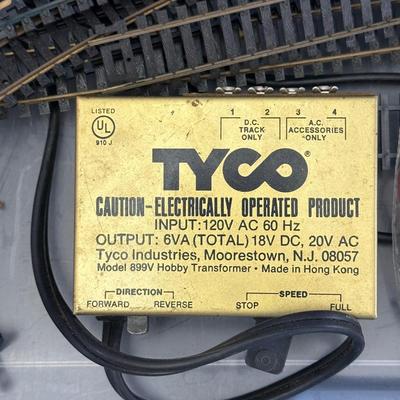 LISTED
UL
910 J
1 2 3 4
D.C. TRACK ONLY
A.C. ACCESSORIES ONLY
TYCO®
CAUTION-ELECTRICALLY OPERATED PRODUCT
INPUT:120V AC 60 Hz
OUTPUT: 6VA (TOTAL) 18V DC, 20V AC
Tyco Industries, Moorestown, N.J. 08057
Model 899V Hobby Transformer • Made in Hong Kong
DIRECTION
FORWARD REVERSE
SPEED
STOP FULL